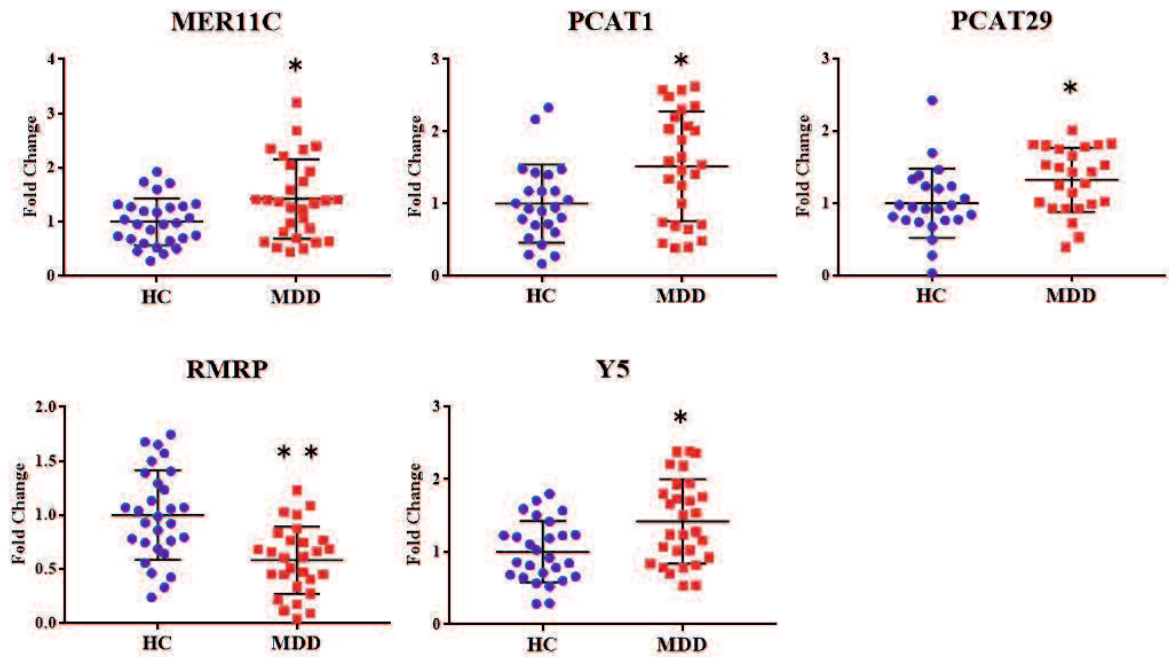 MER11C
Fold Change
4
3
2
1
0
*
HC MDD
PCAT1
Fold Change
3
2
1
0
*
HC MDD
PCAT29
Fold Change
3
2
1
0
*
HC MDD
RMRP
Fold Change
2.0
1.5
1.0
0.5
0.0
* *
HC MDD
Y5
Fold Change
3
2
1
0
*
HC MDD